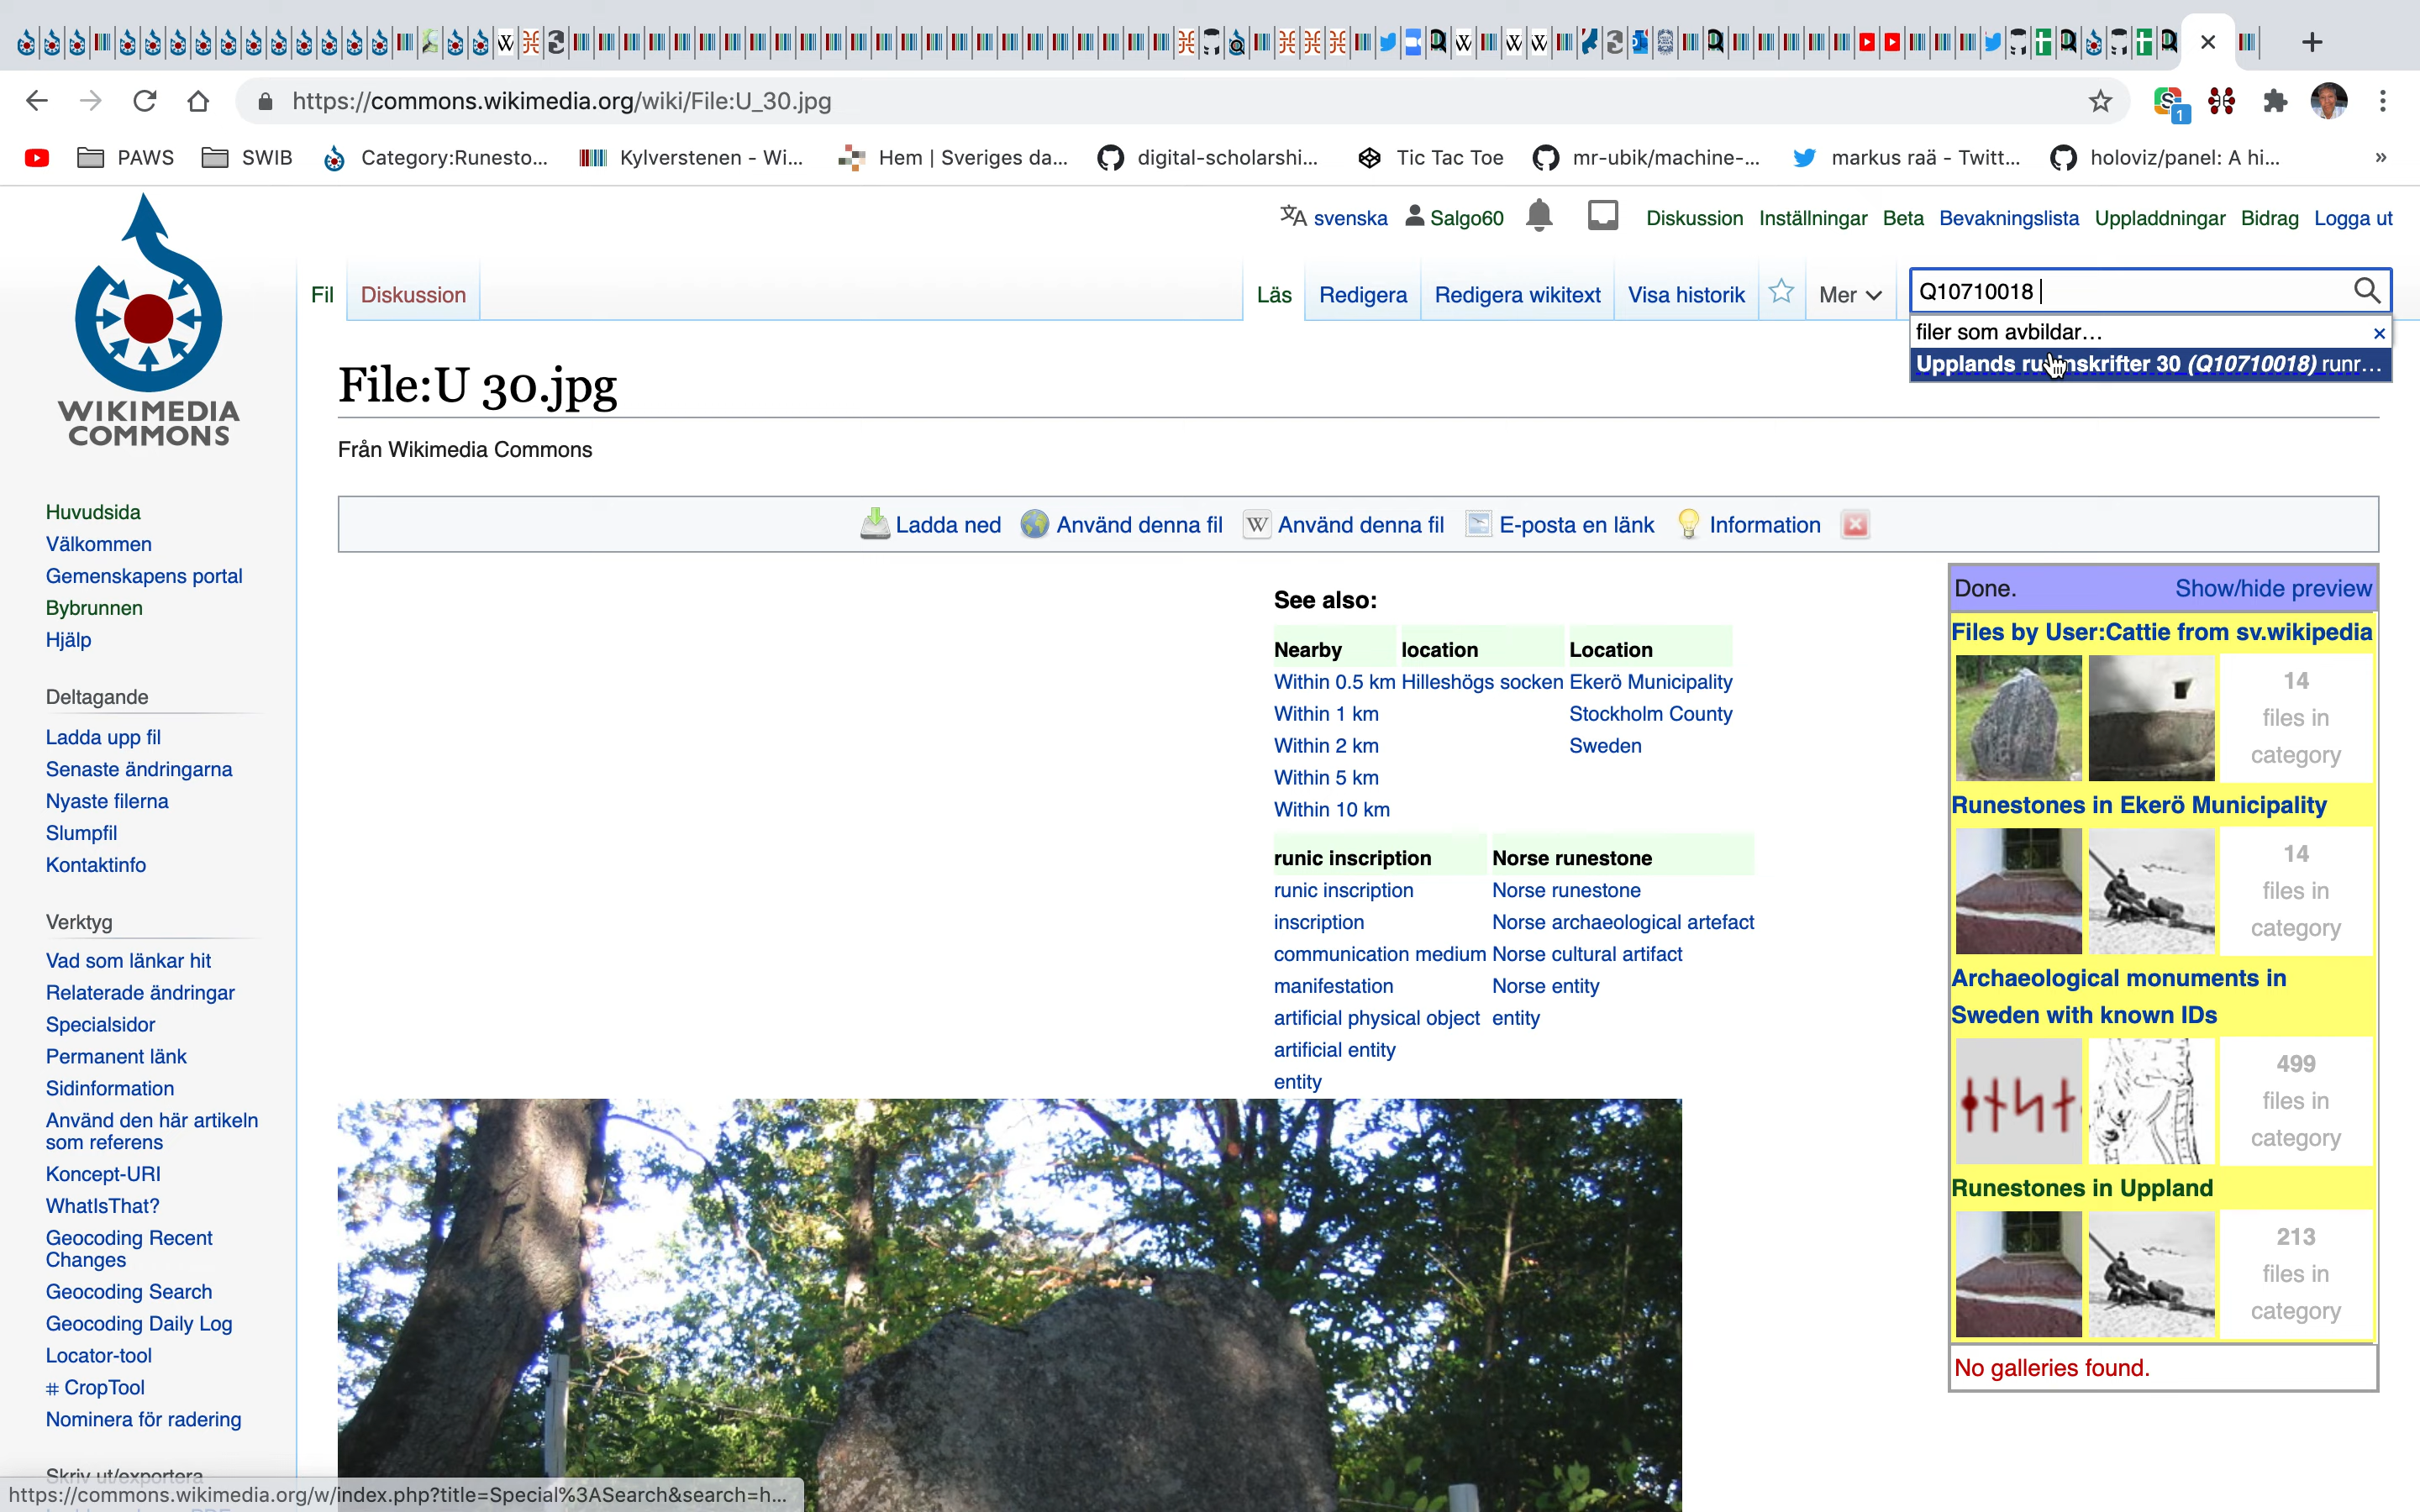 https://commons.wikimedia.org/wiki/File:U_30.jpg
1
PAWS
SWIB
Category:Runesto...
Kylverstenen - Wi...
Hem | Sveriges da...
digital-scholarshi...
Tic Tac Toe
mr-ubik/machine-...
markus raä - Twitt...
holoviz/panel: A hi...
»
svenska
Salgo60
Diskussion
Inställningar
Beta
Bevakningslista
Uppladdningar
Bidrag
Logga ut
Fil
Diskussion
Läs
Redigera
Redigera wikitext
Visa historik
Mer
Q10710018
filer som avbildar...
×
Upplands runinskrifter 30 (Q10710018) runr...
WIKIMEDIA
COMMONS
File:U 30.jpg
Från Wikimedia Commons
Ladda ned
Använd denna fil
W
Använd denna fil
E-posta en länk
Information
Huvudsida
Välkommen
Gemenskapens portal
Bybrunnen
Hjälp
Deltagande
Ladda upp fil
Senaste ändringarna
Nyaste filerna
Slumpfil
Kontaktinfo
Verktyg
Vad som länkar hit
Relaterade ändringar
Specialsidor
Permanent länk
Sidinformation
Använd den här artikeln
som referens
Koncept-URI
WhatIsThat?
Geocoding Recent
Changes
Geocoding Search
Geocoding Daily Log
Locator-tool
# CropTool
Nominera för radering
Skriv ut/exportera
See also:
Nearby location Location
Within 0.5 km Hilleshögs socken Ekerö Municipality
Within 1 km Stockholm County
Within 2 km Sweden
Within 5 km
Within 10 km
runic inscription Norse runestone
runic inscription Norse runestone
inscription Norse archaeological artefact
communication medium Norse cultural artifact
manifestation Norse entity
artificial physical object entity
artificial entity
entity
Done. Show/hide preview
Files by User:Cattie from sv.wikipedia
14
files in
category
Runestones in Ekerö Municipality
14
files in
category
Archaeological monuments in
Sweden with known IDs
499
files in
category
Runestones in Uppland
213
files in
category
No galleries found.
https://commons.wikimedia.org/w/index.php?title=Special%3ASearch&search=h...